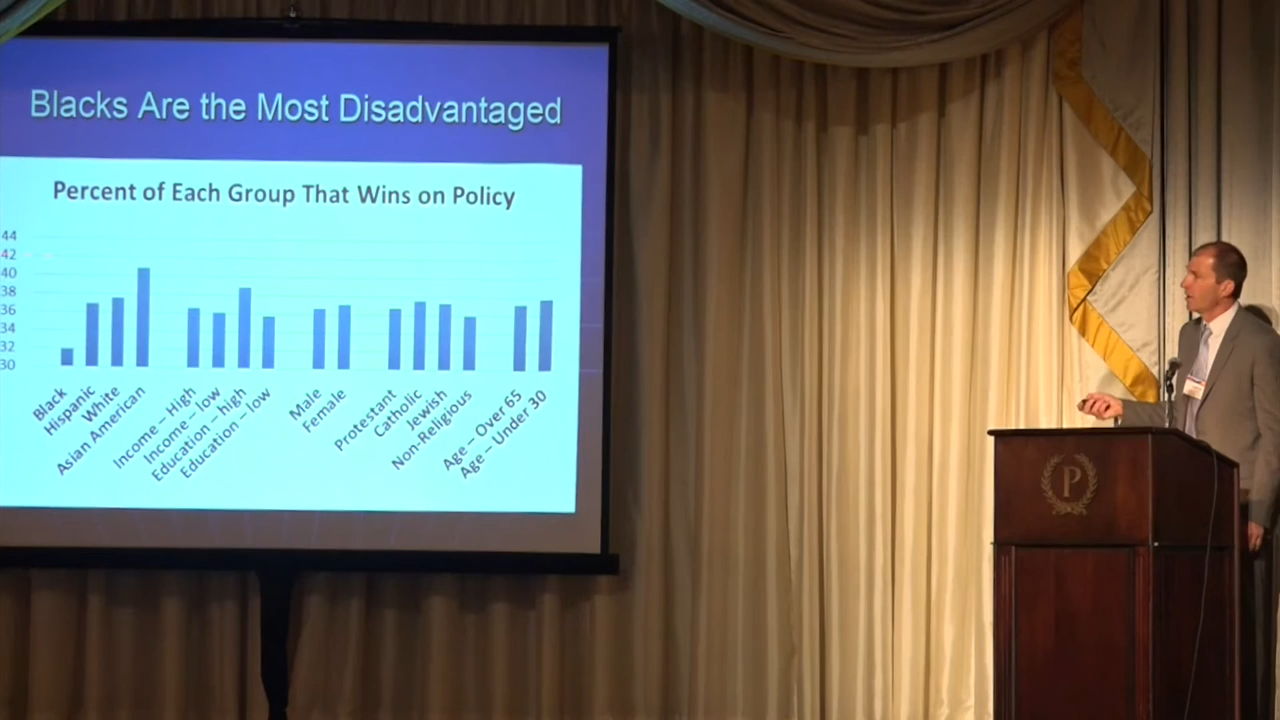 Blacks Are the Most Disadvantaged
Percent of Each Group That Wins on Policy
44
42
40
38
36
34
32
30
Black
Hispanic
White
Asian American
Income – High
Income – low
Education – high
Education – low
Male
Female
Protestant
Catholic
Jewish
Non-Religious
Age – Over 65
Age – Under 30
P